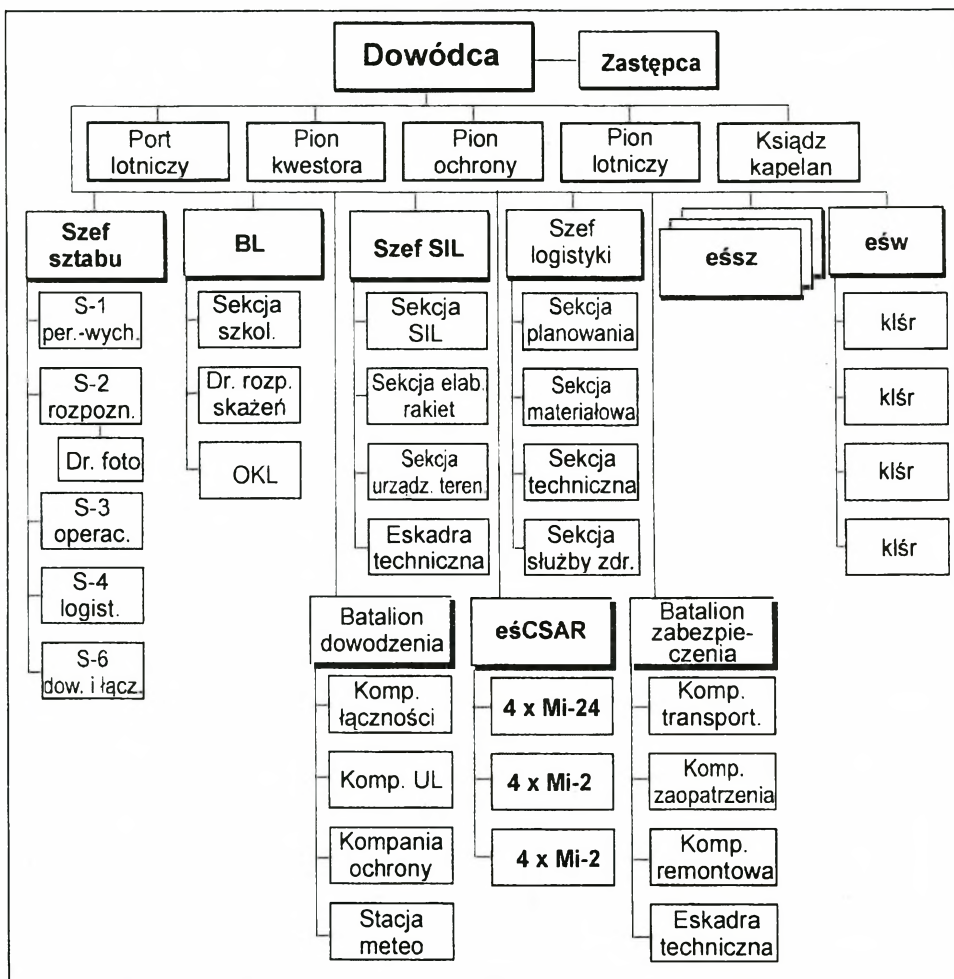 Dowódca
Zastępca
Port
lotniczy
Pion
kwestora
Pion
ochrony
Pion
lotniczy
Ksiądz
kapelan
Szef
sztabu
S-1
per.-wych.
S-2
rozpozn.
Dr. foto
S-3
operac.
S-4
logist.
S-6
dow. i łącz.
BL
Sekcja
szkol.
Dr. rozp.
skażeń
OKL
Szef SIL
Sekcja
SIL
Sekcja elab.
rakiet
Sekcja
urządz. teren.
Eskadra
techniczna
Szef
logistyki
Sekcja
planowania
Sekcja
materiałowa
Sekcja
techniczna
Sekcja
służby zdr.
eśsz
eśw
klśr
klśr
klśr
klśr
Batalion
dowodzenia
Komp.
łączności
Komp. UL
Kompania
ochrony
Stacja
meteo
eśCSAR
4 x Mi-24
4 x Mi-2
4 x Mi-2
Batalion
zabezpie-
czenia
Komp.
transport.
Komp.
zaopatrzenia
Komp.
remontowa
Eskadra
techniczna